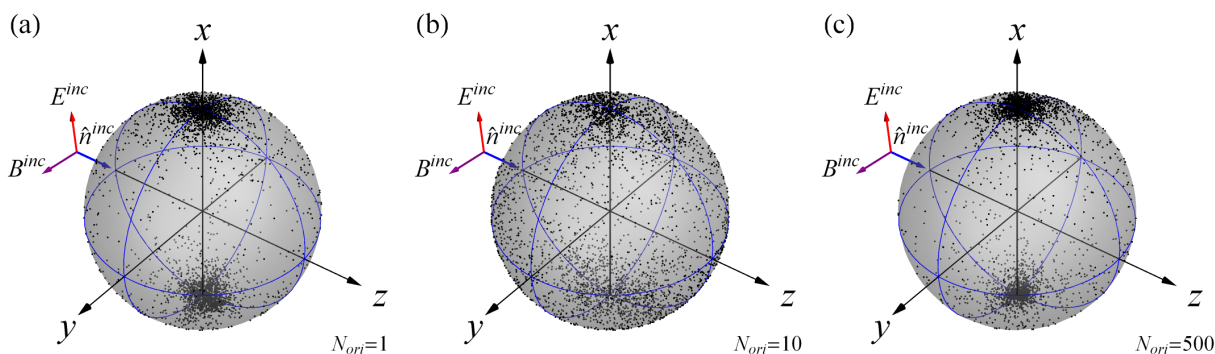 (a)
x
E^inc
n̂^inc
B^inc
y
z
N_ori=1
(b)
x
E^inc
n̂^inc
B^inc
y
z
N_ori=10
(c)
x
E^inc
n̂^inc
B^inc
y
z
N_ori=500